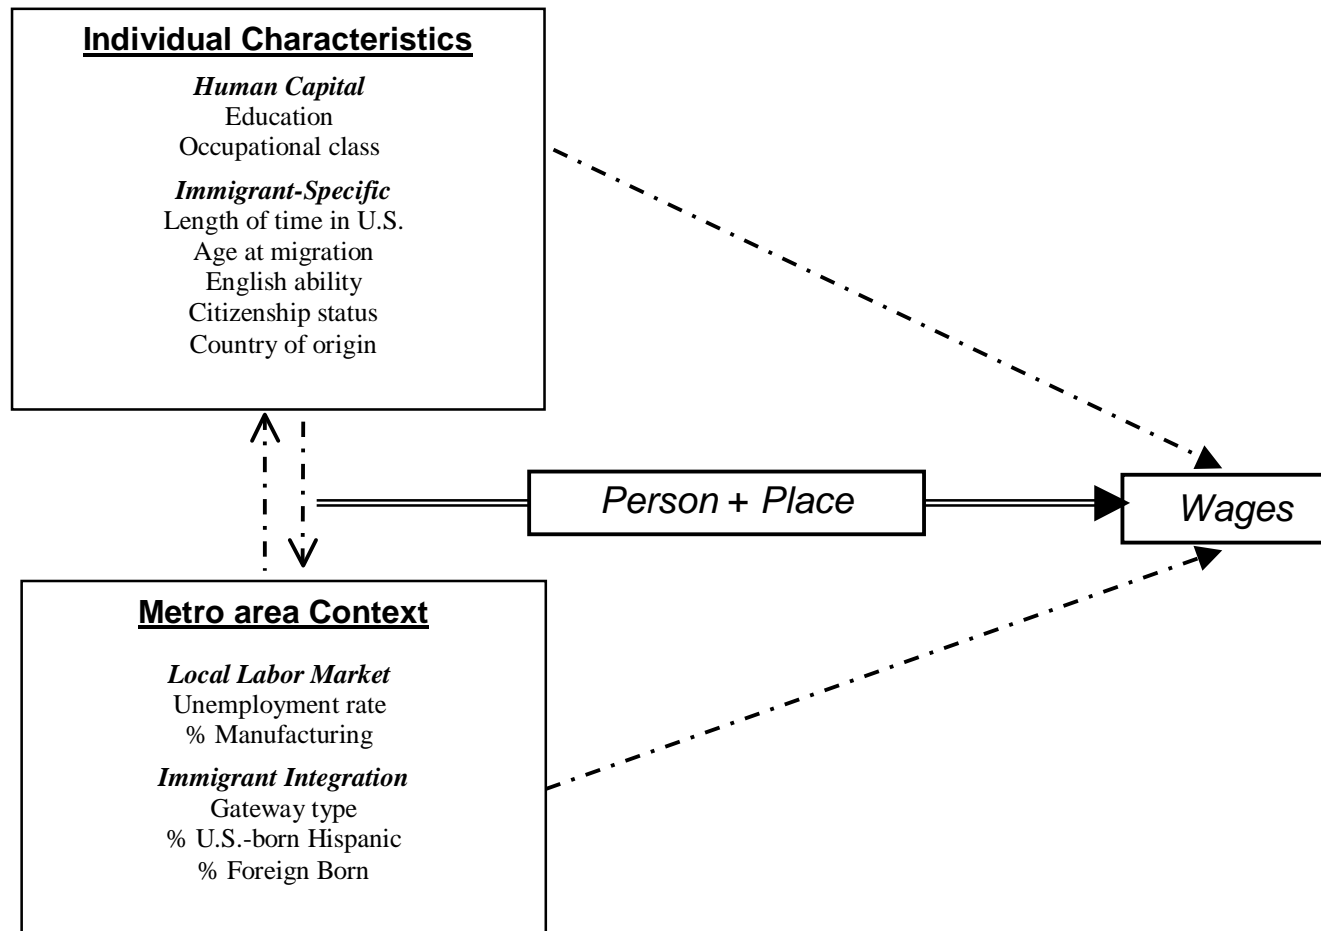 Individual Characteristics
Human Capital
Education
Occupational class
Immigrant-Specific
Length of time in U.S.
Age at migration
English ability
Citizenship status
Country of origin
Person + Place
Wages
Metro area Context
Local Labor Market
Unemployment rate
% Manufacturing
Immigrant Integration
Gateway type
% U.S.-born Hispanic
% Foreign Born